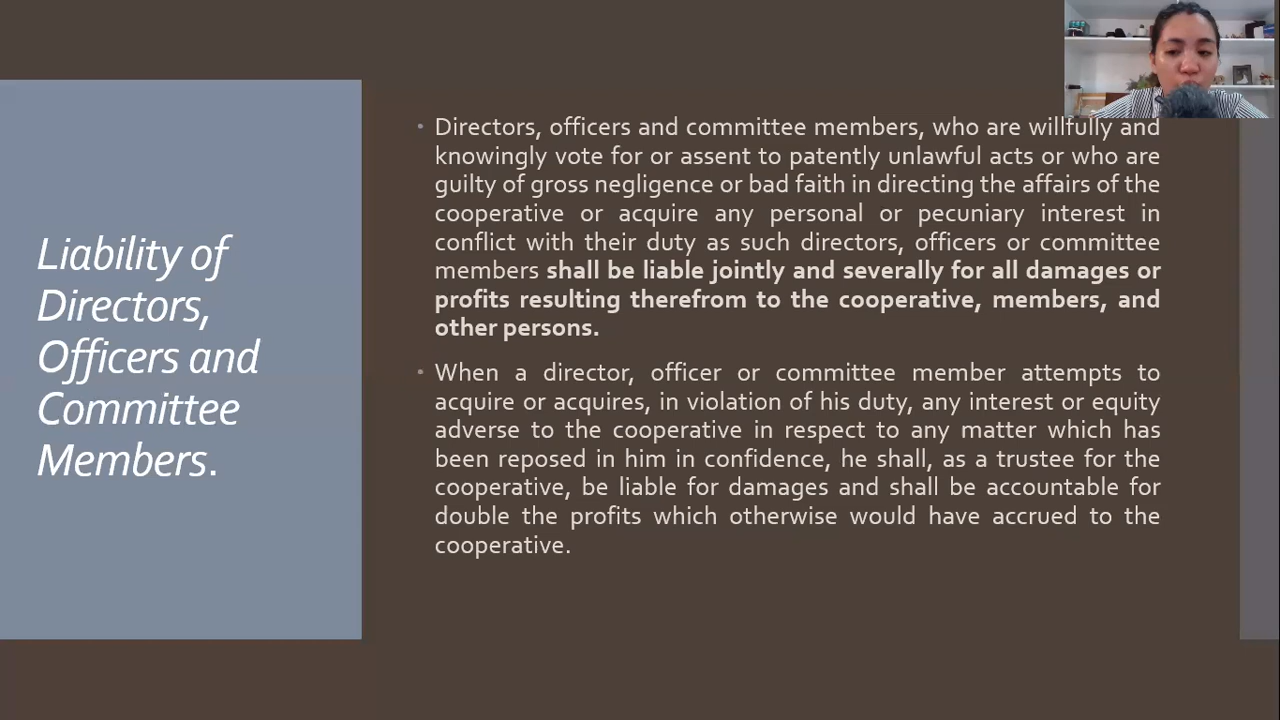 Liability of
Directors,
Officers and
Committee
Members.
• Directors, officers and committee members, who are willfully and
knowingly vote for or assent to patently unlawful acts or who are
guilty of gross negligence or bad faith in directing the affairs of the
cooperative or acquire any personal or pecuniary interest in
conflict with their duty as such directors, officers or committee
members shall be liable jointly and severally for all damages or
profits resulting therefrom to the cooperative, members, and
other persons.
• When a director, officer or committee member attempts to
acquire or acquires, in violation of his duty, any interest or equity
adverse to the cooperative in respect to any matter which has
been reposed in him in confidence, he shall, as a trustee for the
cooperative, be liable for damages and shall be accountable for
double the profits which otherwise would have accrued to the
cooperative.